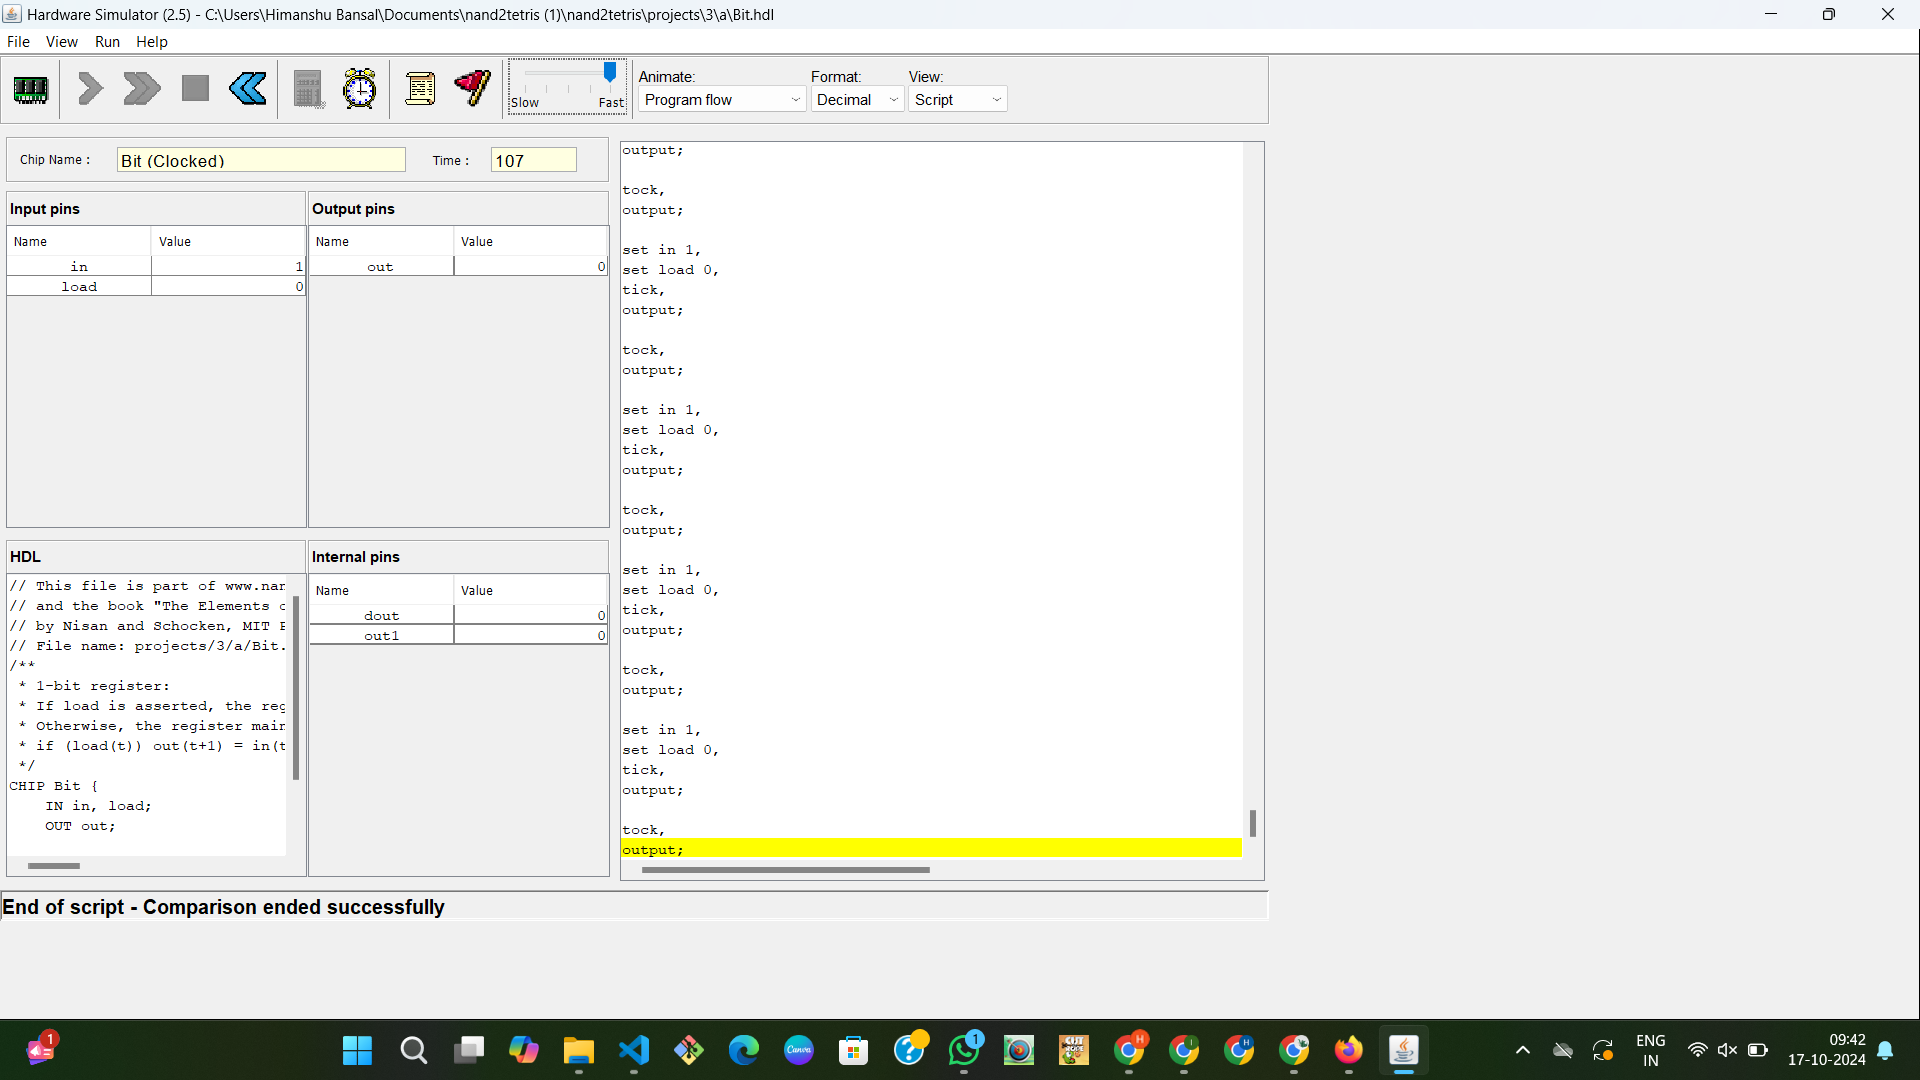 Hardware Simulator (2.5) - C:\Users\Himanshu Bansal\Documents\nand2tetris (1)\nand2tetris\projects\3\a\Bit.hdl
File View Run Help
Slow Fast
Animate: Format: View:
Program flow Decimal Script
Chip Name : Bit (Clocked) Time : 107
Input pins
Name Value
in 1
load 0
Output pins
Name Value
out 0
HDL
// This file is part of www.nan
// and the book "The Elements o
// by Nisan and Schocken, MIT P
// File name: projects/3/a/Bit.
/**
* 1-bit register:
* If load is asserted, the reg
* Otherwise, the register main
* if (load(t)) out(t+1) = in(t
*/
CHIP Bit {
IN in, load;
OUT out;
Internal pins
Name Value
dout 0
out1 0
output;
tock,
output;
set in 1,
set load 0,
tick,
output;
tock,
output;
set in 1,
set load 0,
tick,
output;
tock,
output;
set in 1,
set load 0,
tick,
output;
tock,
output;
set in 1,
set load 0,
tick,
output;
tock,
output;
End of script - Comparison ended successfully
1
Canva
1
H
I
H
ENG
IN
09:42
17-10-2024